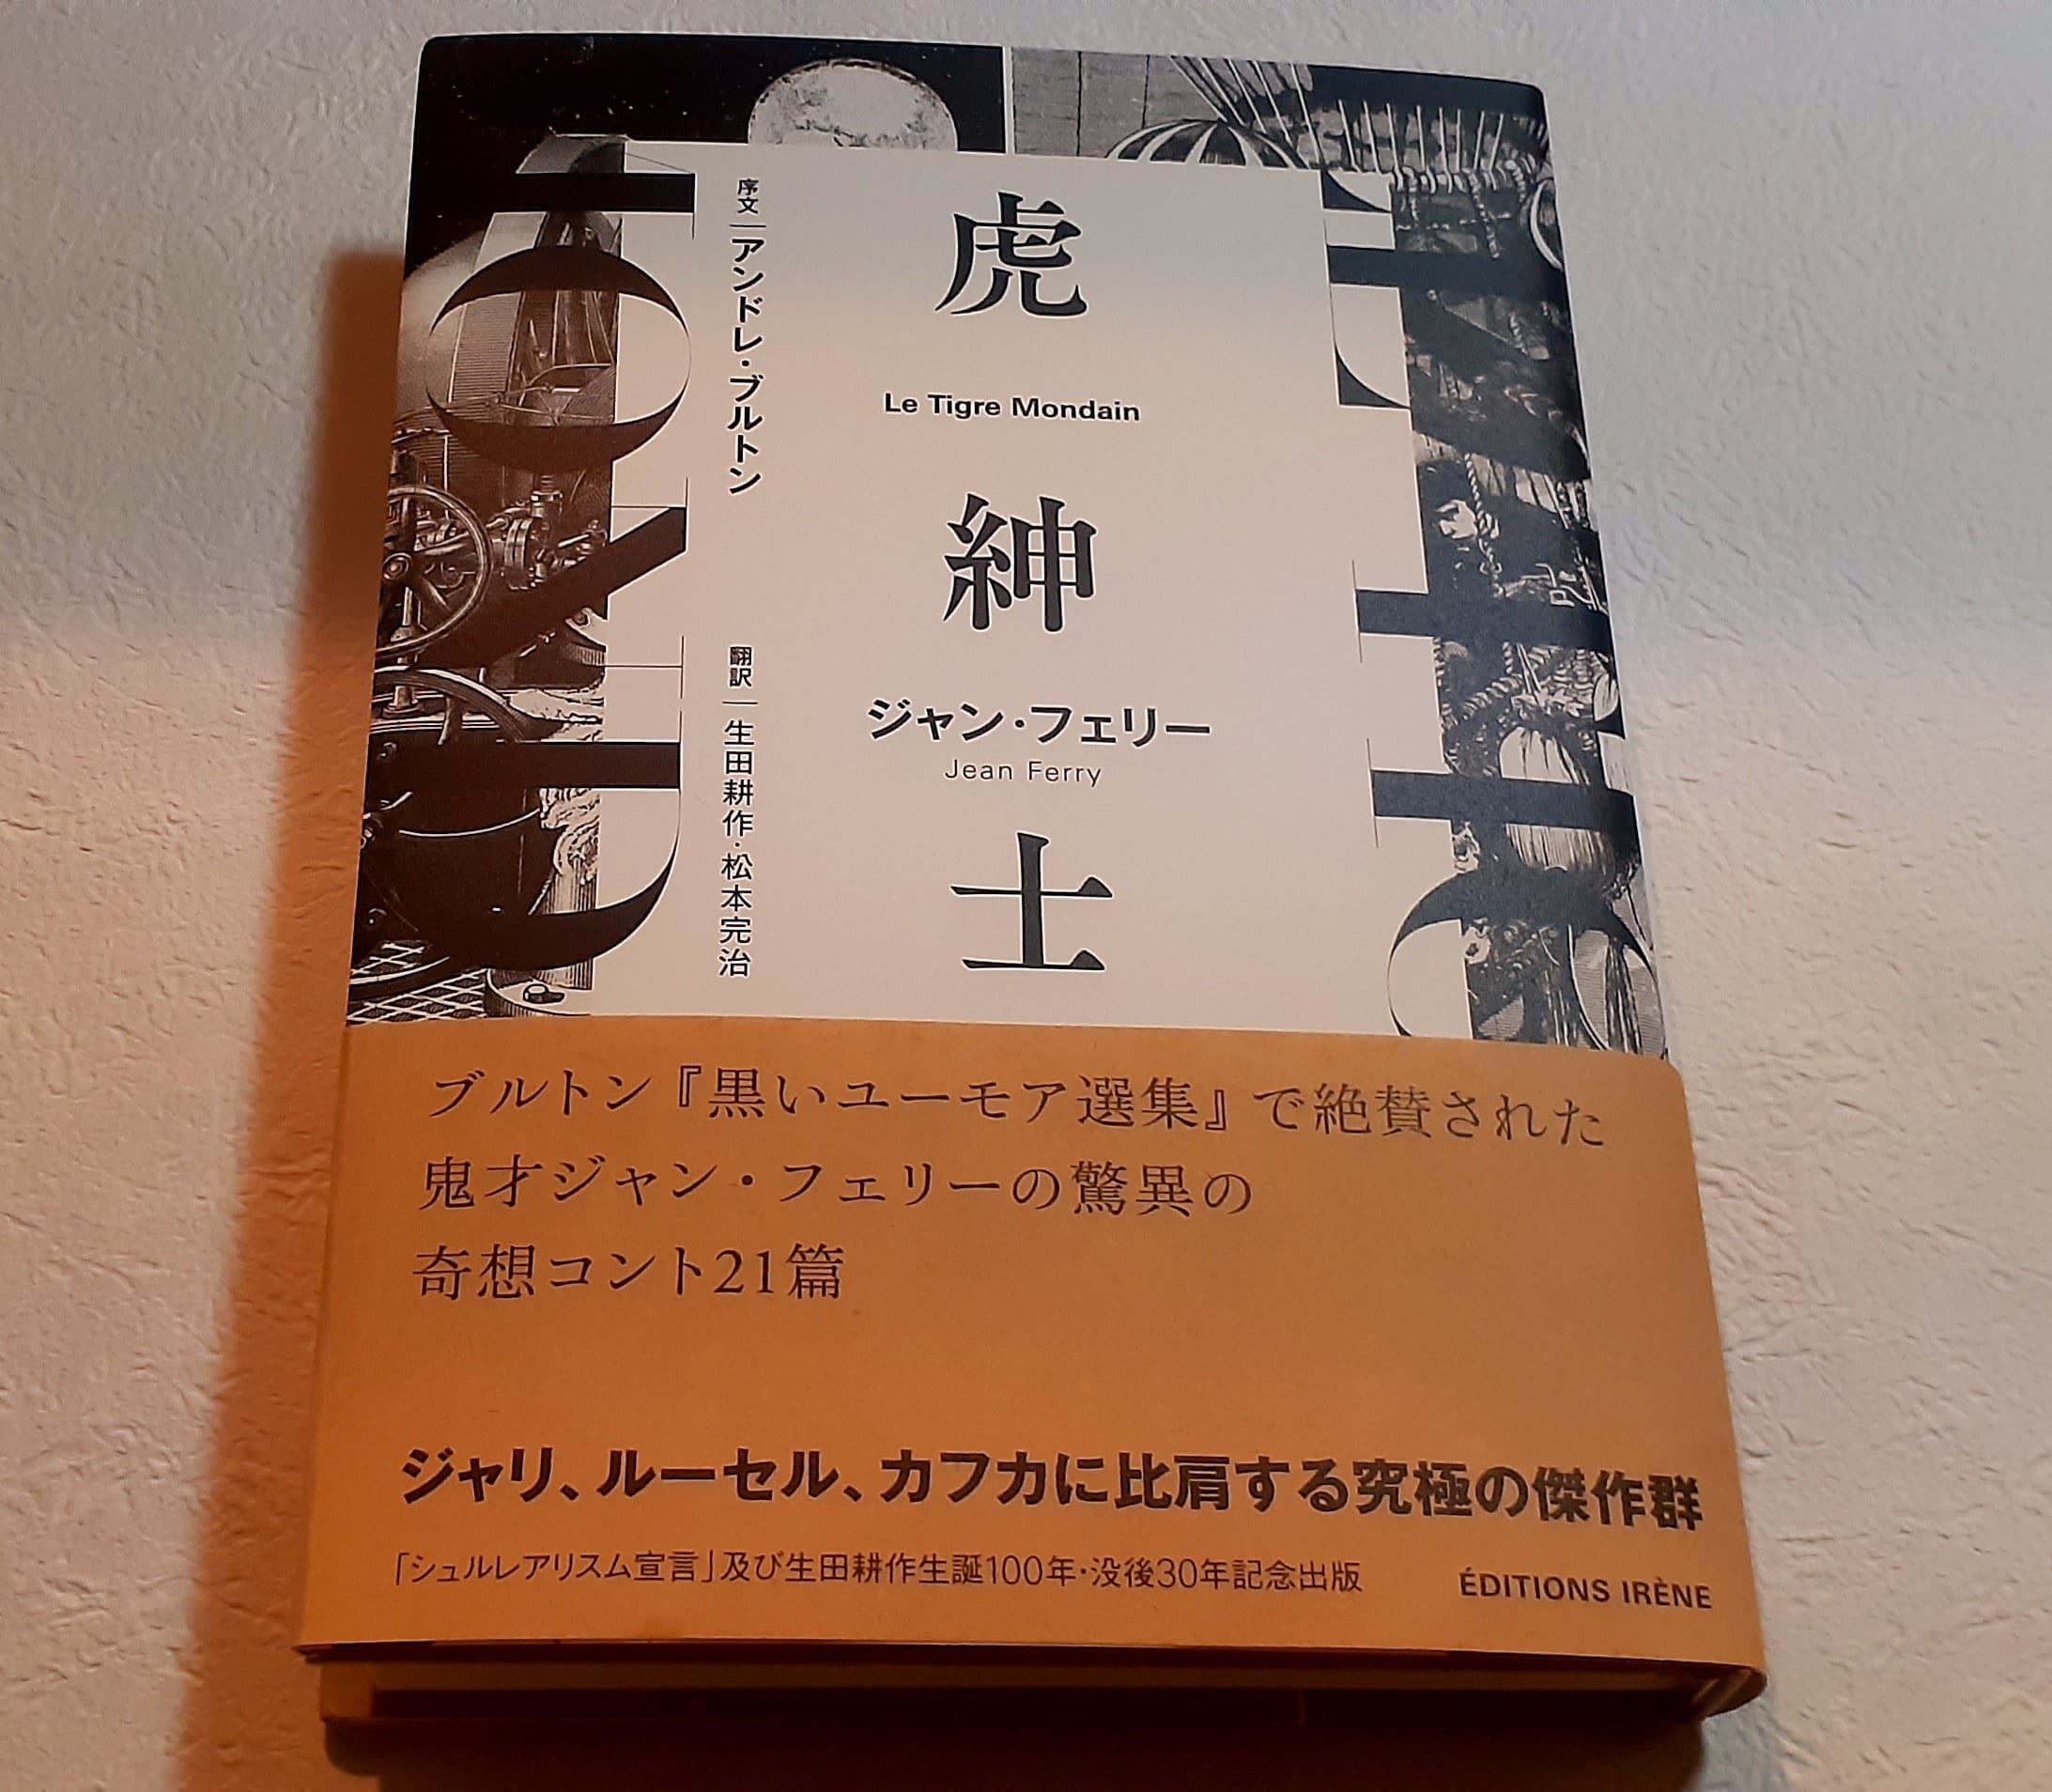 虎紳士
Le Tigre Mondain
ジャン・フェリー
Jean Ferry
序文|アンドレ・ブルトン
翻訳|生田耕作・松本完治
ブルトン『黒いユーモア選集』で絶賛された
鬼才ジャン・フェリーの驚異の
奇想コント21篇
ジャリ、ルーセル、カフカに比肩する究極の傑作群
「シュルレアリスム宣言」及び生田耕作生誕100年・没後30年記念出版
ÉDITIONS IRÈNE